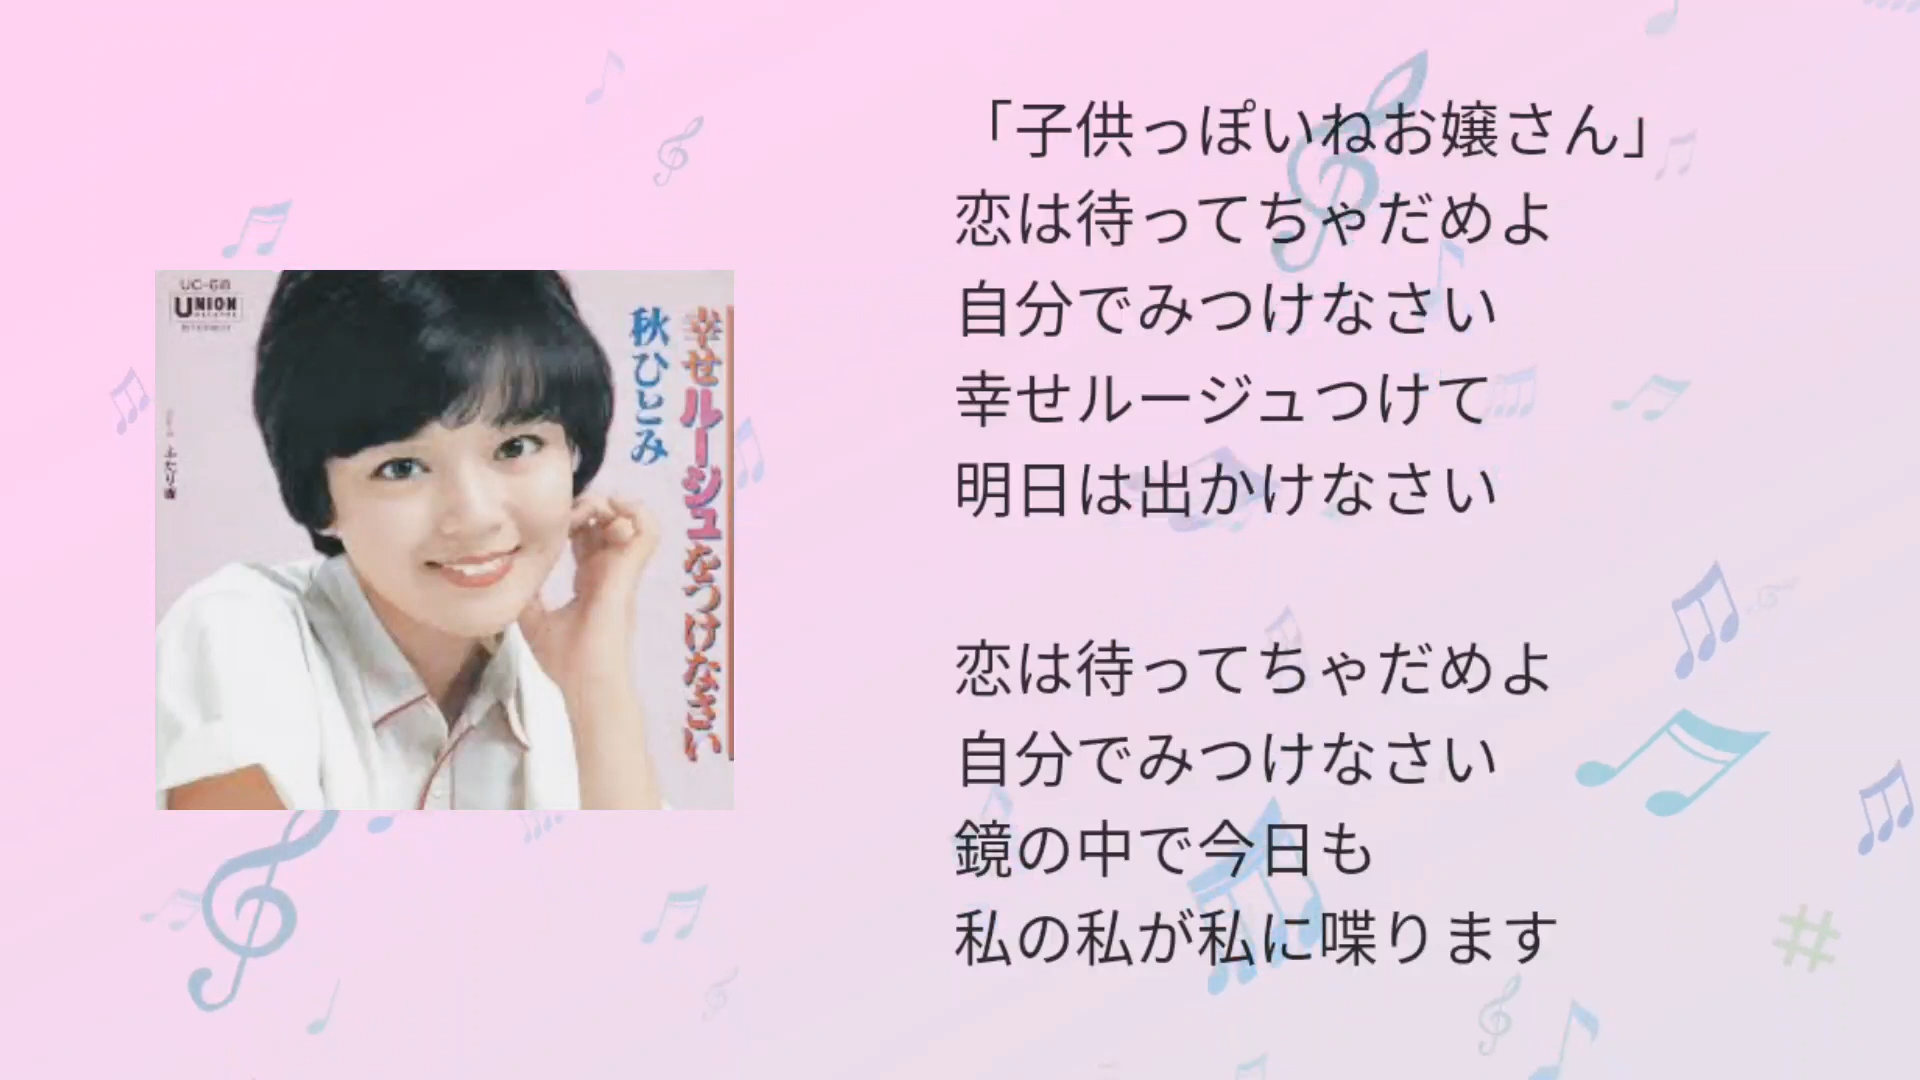 UNION
秋ひとみ
幸せルージュをつけなさい
「子供っぽいねお嬢さん」
恋は待ってちゃだめよ
自分でみつけなさい
幸せルージュつけて
明日は出かけなさい
恋は待ってちゃだめよ
自分でみつけなさい
鏡の中で今日も
私の私が私に喋ります